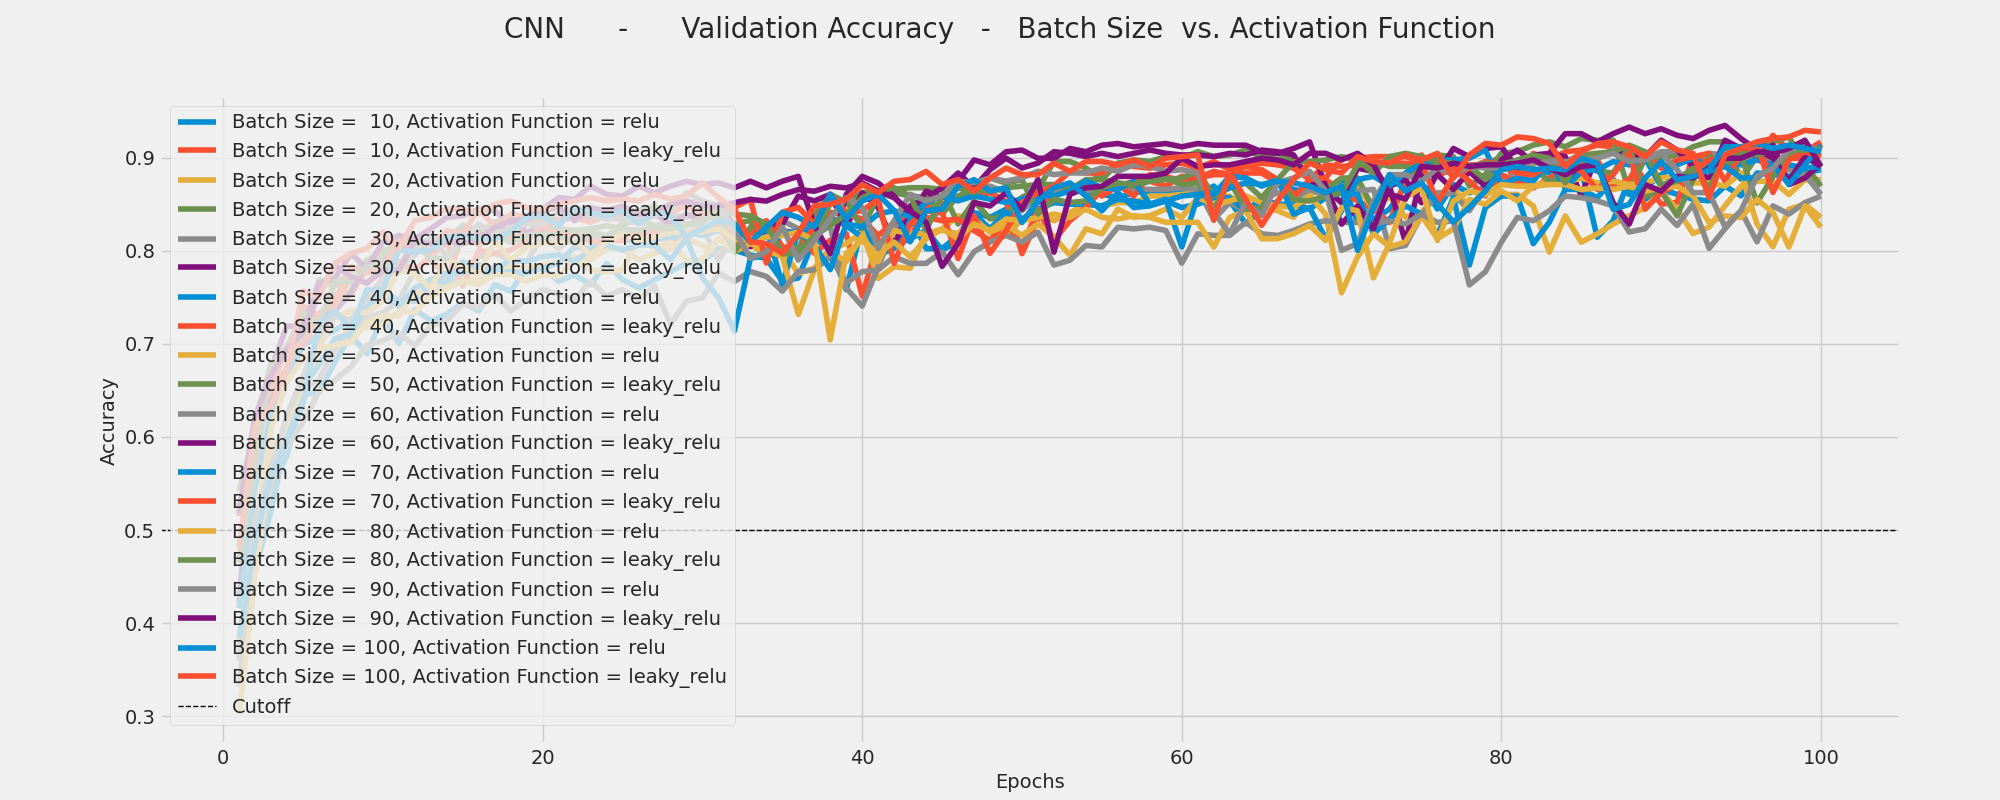 CNN - Validation Accuracy - Batch Size vs. Activation Function
Batch Size = 10, Activation Function = relu
Batch Size = 10, Activation Function = leaky_relu
Batch Size = 20, Activation Function = relu
Batch Size = 20, Activation Function = leaky_relu
Batch Size = 30, Activation Function = relu
Batch Size = 30, Activation Function = leaky_relu
Batch Size = 40, Activation Function = relu
Batch Size = 40, Activation Function = leaky_relu
Batch Size = 50, Activation Function = relu
Batch Size = 50, Activation Function = leaky_relu
Batch Size = 60, Activation Function = relu
Batch Size = 60, Activation Function = leaky_relu
Batch Size = 70, Activation Function = relu
Batch Size = 70, Activation Function = leaky_relu
Batch Size = 80, Activation Function = relu
Batch Size = 80, Activation Function = leaky_relu
Batch Size = 90, Activation Function = relu
Batch Size = 90, Activation Function = leaky_relu
Batch Size = 100, Activation Function = relu
Batch Size = 100, Activation Function = leaky_relu
Cutoff
Accuracy
0.9
0.8
0.7
0.6
0.5
0.4
0.3
0 20 40 60 80 100
Epochs